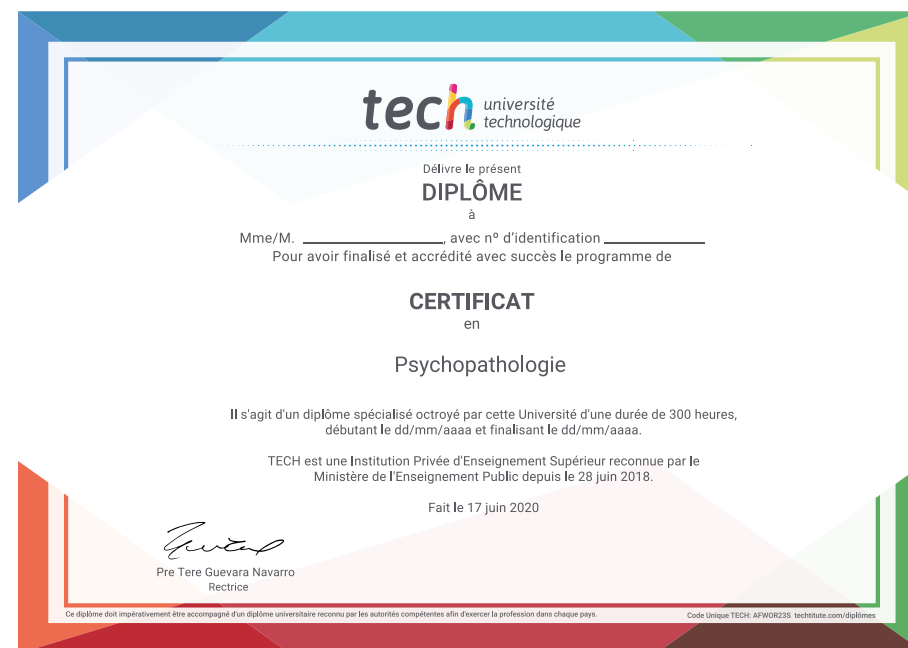 tech université
technologique
Délivre le présent
DIPLÔME
à
Mme/M. ____________________, avec nº d'identification ______________
Pour avoir finalisé et accrédité avec succès le programme de
CERTIFICAT
en
Psychopathologie
Il s'agit d'un diplôme spécialisé octroyé par cette Université d'une durée de 300 heures,
débutant le dd/mm/aaaa et finalisant le dd/mm/aaaa.
TECH est une Institution Privée d'Enseignement Supérieur reconnue par le
Ministère de l'Enseignement Public depuis le 28 juin 2018.
Fait le 17 juin 2020
Pre Tere Guevara Navarro
Rectrice
Ce diplôme doit impérativement être accompagné d'un diplôme universitaire reconnu par les autorités compétentes afin d'exercer la profession dans chaque pays.
Code Unique TECH: AFWOR23S techtitute.com/diplômes